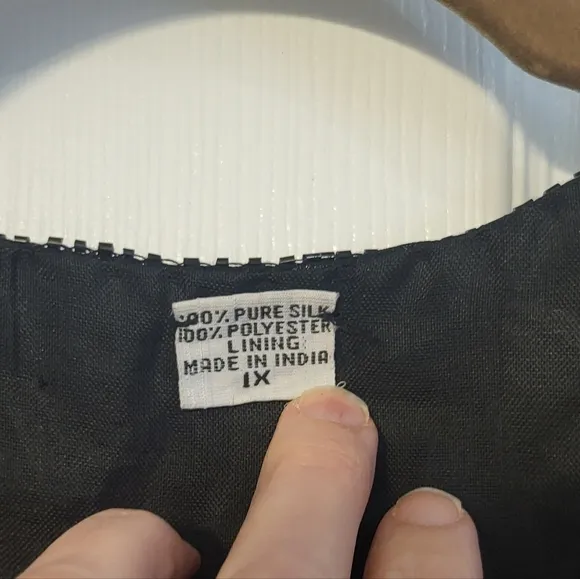 100% PURE SILK
100% POLYESTER
LINING
MADE IN INDIA
1X